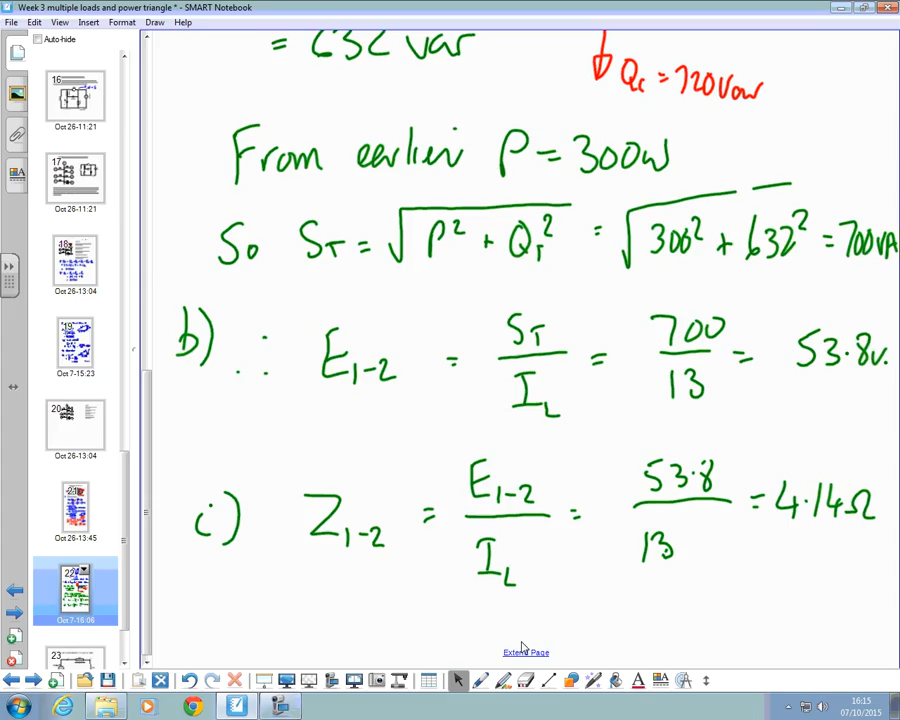 Week 3 multiple loads and power triangle * - SMART Notebook
File Edit View Insert Format Tools Add-ons Draw Help
Auto-hide
16
Oct 26-11:21
17
Oct 26-11:21
18
Oct 26-13:04
19
Oct 7-15:23
20
Oct 26-13:04
21
Oct 26-13:45
22
Oct 7-16:06
23
= 632 var
Qc = 720var
From earlier P = 300w
So ST = √P² + QT² = √300² + 632² = 700VA
b) ∴ E1-2 = ST / IL = 700 / 13 = 53.8v.
c) Z1-2 = E1-2 / IL = 53.8 / 13 = 4.14Ω
Extend Page
16:15
07/10/2015